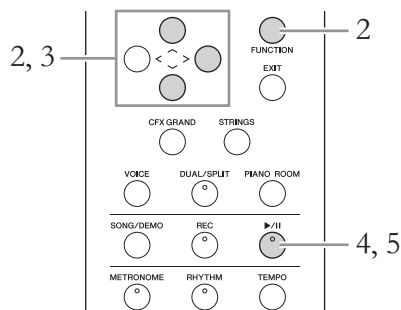 2
2, 3
< ︿ ﹀ >
FUNCTION
EXIT
CFX GRAND STRINGS
VOICE DUAL/SPLIT PIANO ROOM
SONG/DEMO REC ▶/II
4, 5
METRONOME RHYTHM TEMPO